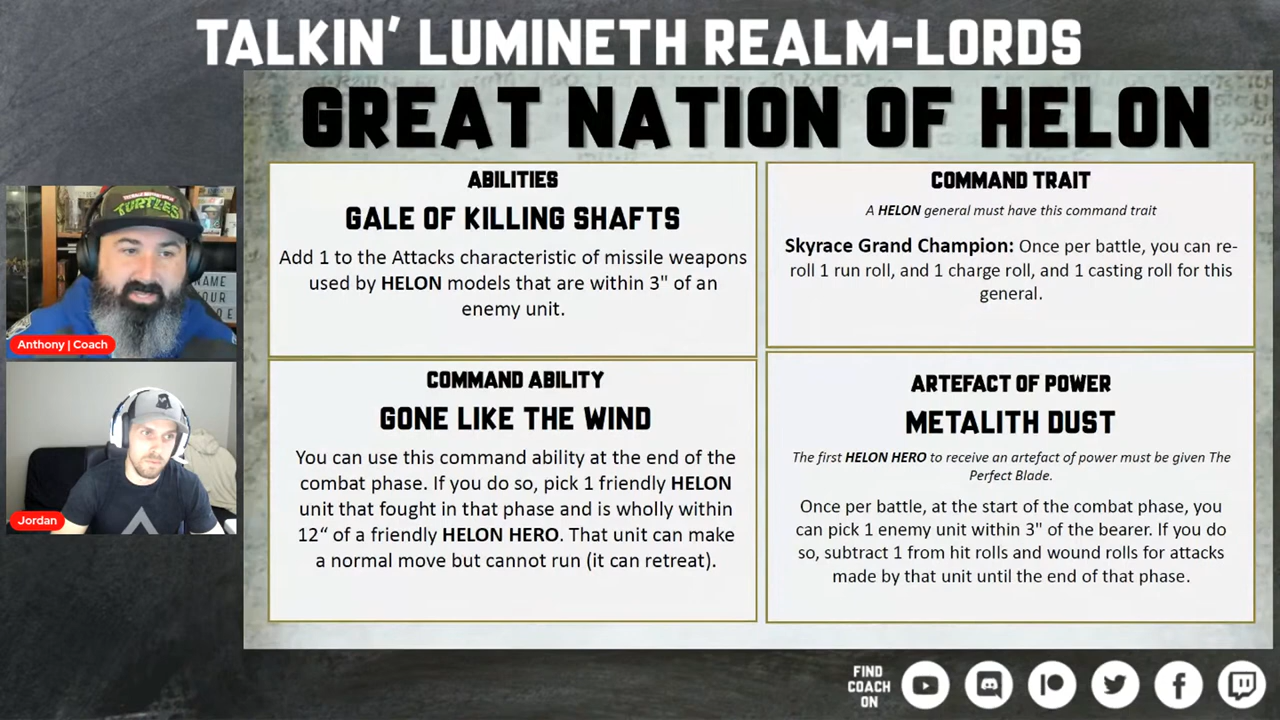 TALKIN' LUMINETH REALM-LORDS
GREAT NATION OF HELON
ABILITIES
GALE OF KILLING SHAFTS
Add 1 to the Attacks characteristic of missile weapons
used by HELON models that are within 3" of an
enemy unit.
COMMAND TRAIT
A HELON general must have this command trait
Skyrace Grand Champion: Once per battle, you can re-
roll 1 run roll, and 1 charge roll, and 1 casting roll for this
general.
COMMAND ABILITY
GONE LIKE THE WIND
You can use this command ability at the end of the
combat phase. If you do so, pick 1 friendly HELON
unit that fought in that phase and is wholly within
12“ of a friendly HELON HERO. That unit can make
a normal move but cannot run (it can retreat).
ARTEFACT OF POWER
METALITH DUST
The first HELON HERO to receive an artefact of power must be given The
Perfect Blade.
Once per battle, at the start of the combat phase, you
can pick 1 enemy unit within 3" of the bearer. If you do
so, subtract 1 from hit rolls and wound rolls for attacks
made by that unit until the end of that phase.
TURTLES
NAME
OUR
Anthony | Coach
Jordan
FIND
COACH
ON